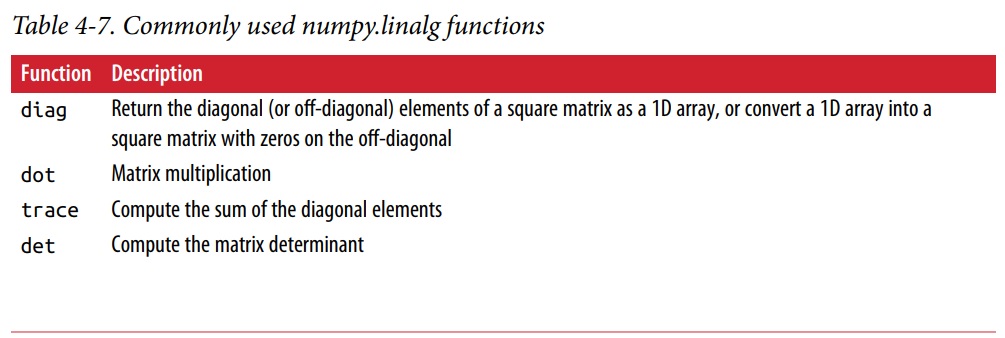 Table 4-7. Commonly used numpy.linalg functions
Function Description
diag Return the diagonal (or off-diagonal) elements of a square matrix as a 1D array, or convert a 1D array into a
square matrix with zeros on the off-diagonal
dot Matrix multiplication
trace Compute the sum of the diagonal elements
det Compute the matrix determinant